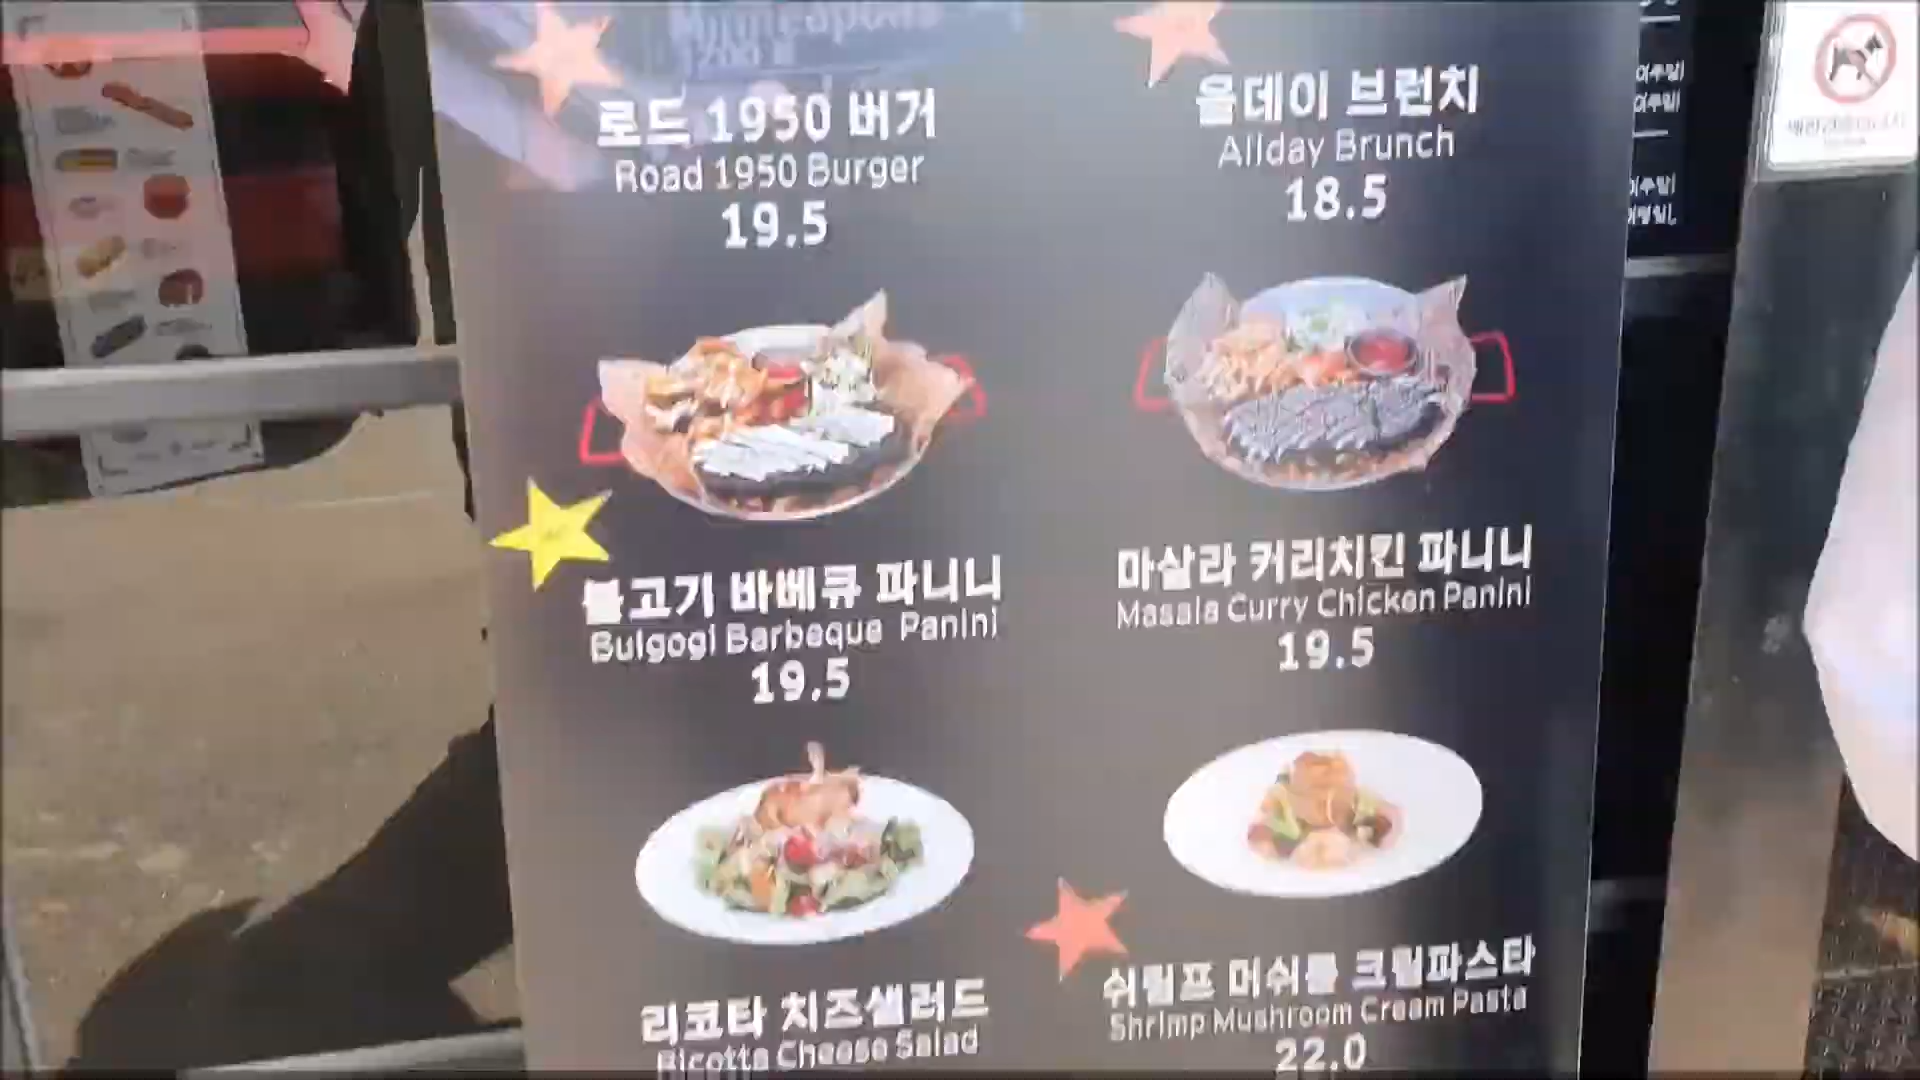 Minneapolis
로드 1950 버거
Road 1950 Burger
19.5
올데이 브런치
Allday Brunch
18.5
불고기 바베큐 파니니
Bulgogi Barbeque Panini
19.5
마살라 커리치킨 파니니
Masala Curry Chicken Panini
19.5
리코타 치즈샐러드
Ricotta Cheese Salad
쉬림프 머쉬룸 크림파스타
Shrimp Mushroom Cream Pasta
22.0